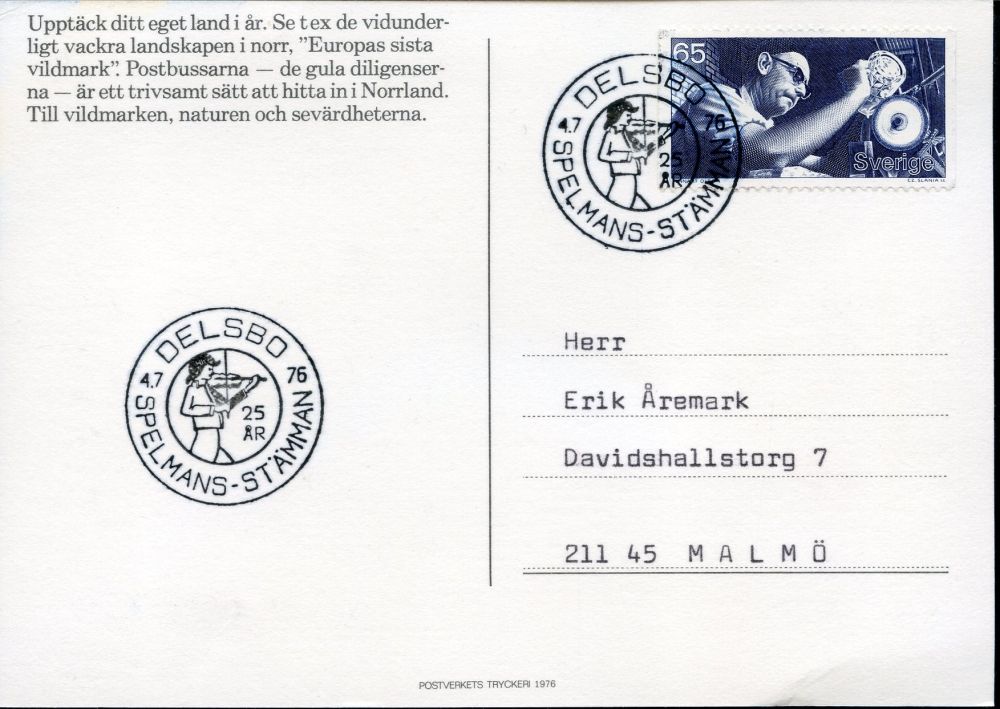 Upptäck ditt eget land i år. Se t ex de vidunder-
ligt vackra landskapen i norr, ”Europas sista
vildmark”. Postbussarna — de gula diligenser-
na — är ett trivsamt sätt att hitta in i Norrland.
Till vildmarken, naturen och sevärdheterna.
DELSBO
4.7 76
25
ÅR
SPELMANS-STÄMMAN
65
Sverige
CZ. SLANIA SC
Herr
Erik Åremark
Davidshallstorg 7
211 45 MALMÖ
DELSBO
4.7 76
25
ÅR
SPELMANS-STÄMMAN
POSTVERKETS TRYCKERI 1976